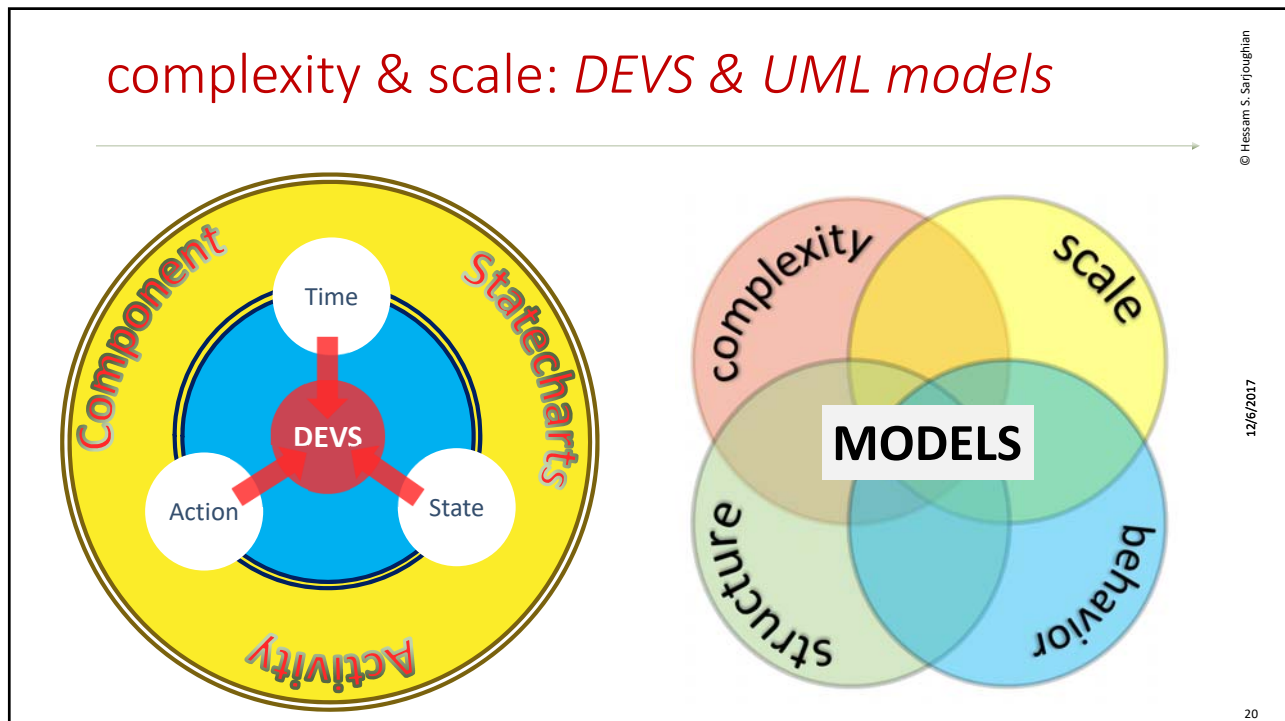 complexity & scale: DEVS & UML models
© Hessam S. Sarjoughian
Component
Statecharts
Time
DEVS
Action
State
Activity
complexity
scale
MODELS
structure
behavior
12/6/2017
20